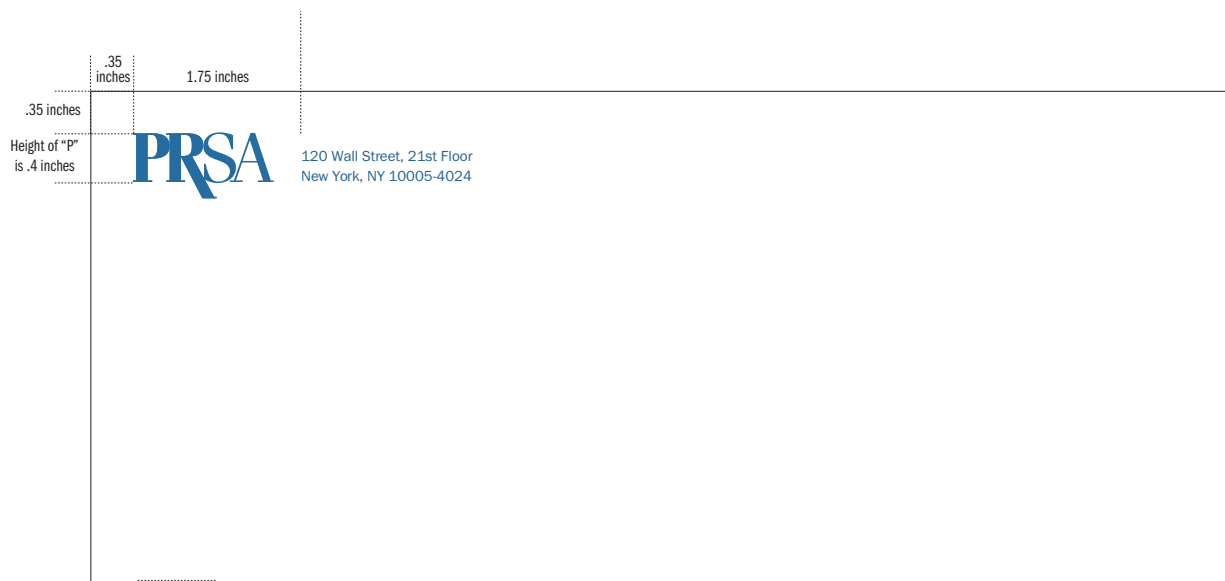 .35
inches
1.75 inches
.35 inches
Height of “P”
is .4 inches
PRSA
120 Wall Street, 21st Floor
New York, NY 10005-4024